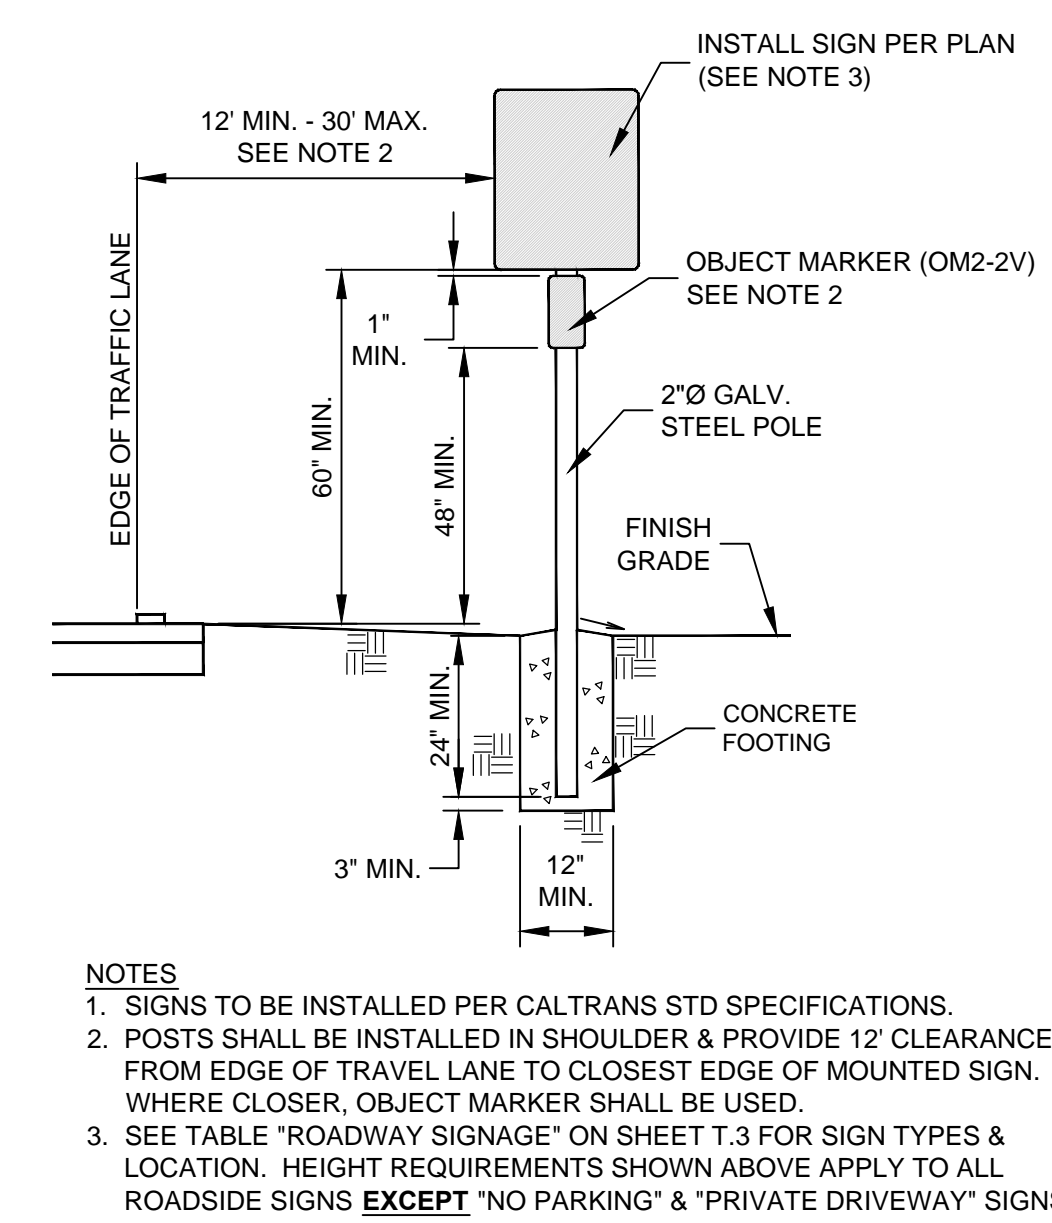 INSTALL SIGN PER PLAN
(SEE NOTE 3)
12' MIN. - 30' MAX.
SEE NOTE 2
EDGE OF TRAFFIC LANE
OBJECT MARKER (OM2-2V)
SEE NOTE 2
1"
MIN.
60" MIN.
48" MIN.
2"Ø GALV.
STEEL POLE
FINISH
GRADE
24" MIN.
CONCRETE
FOOTING
3" MIN.
12"
MIN.
NOTES
1. SIGNS TO BE INSTALLED PER CALTRANS STD SPECIFICATIONS.
2. POSTS SHALL BE INSTALLED IN SHOULDER & PROVIDE 12' CLEARANCE
FROM EDGE OF TRAVEL LANE TO CLOSEST EDGE OF MOUNTED SIGN.
WHERE CLOSER, OBJECT MARKER SHALL BE USED.
3. SEE TABLE "ROADWAY SIGNAGE" ON SHEET T.3 FOR SIGN TYPES &
LOCATION. HEIGHT REQUIREMENTS SHOWN ABOVE APPLY TO ALL
ROADSIDE SIGNS EXCEPT "NO PARKING" & "PRIVATE DRIVEWAY" SIGNS